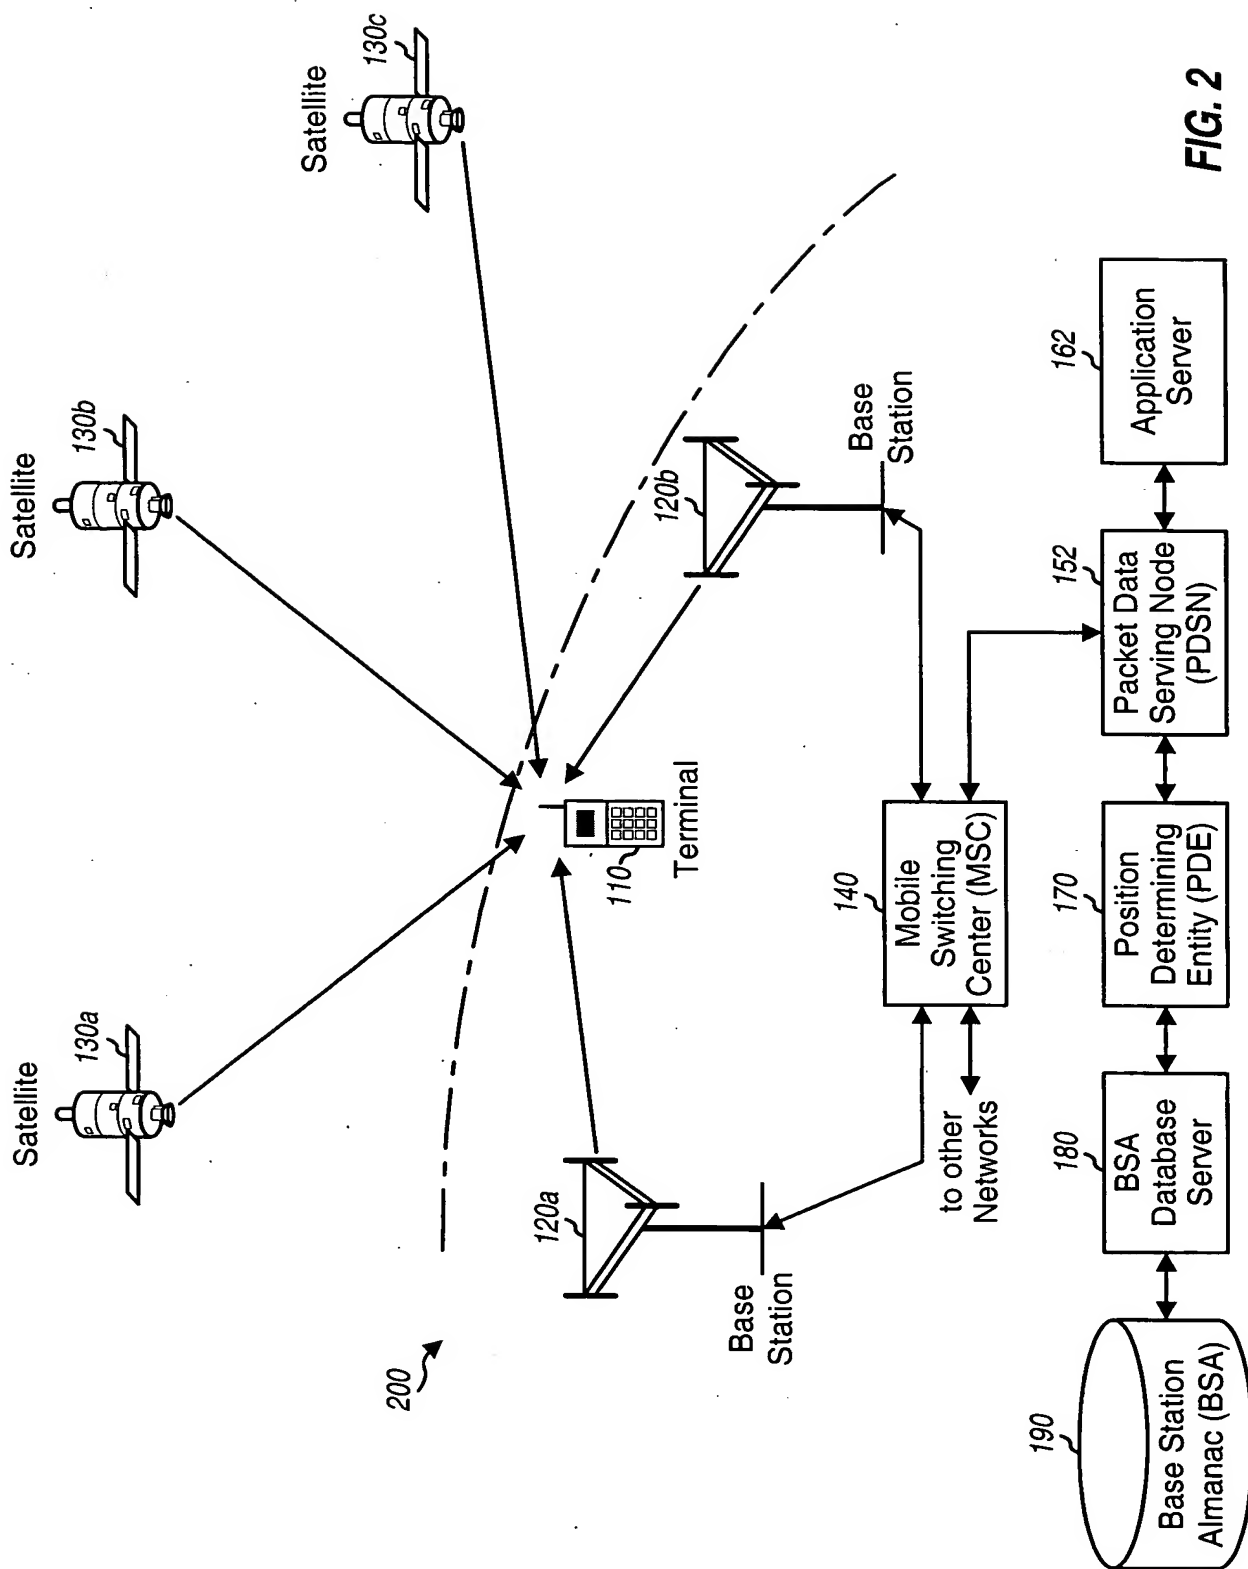 Satellite
130a
Satellite
130b
Satellite
130c
200
120a
Base
Station
110
Terminal
120b
Base
Station
140
Mobile
Switching
Center (MSC)
to other
Networks
190
Base Station
Almanac (BSA)
180
BSA
Database
Server
170
Position
Determining
Entity (PDE)
152
Packet Data
Serving Node
(PDSN)
162
Application
Server
FIG. 2